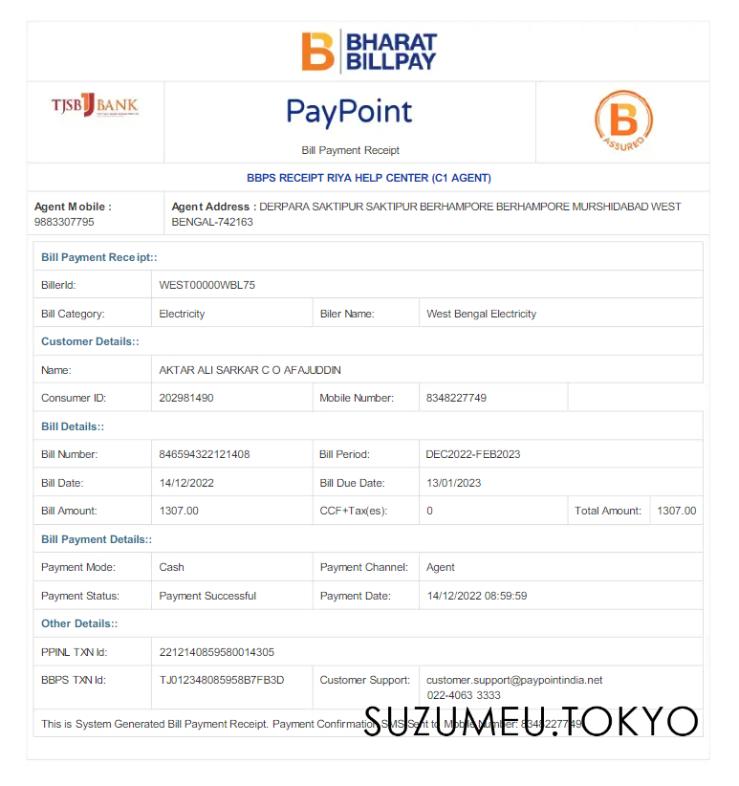 BHARAT
BILLPAY
TJSB BANK
PayPoint
Bill Payment Receipt
B
ASSURED
BBPS RECEIPT RIYA HELP CENTER (C1 AGENT)
Agent Mobile :
9883307795
Agent Address : DERPARA SAKTIPUR SAKTIPUR BERHAMPORE BERHAMPORE MURSHIDABAD WEST
BENGAL-742163
Bill Payment Receipt::
BillerId: WEST00000WBL75
Bill Category: Electricity Biler Name: West Bengal Electricity
Customer Details::
Name: AKTAR ALI SARKAR C O AFAJUDDIN
Consumer ID: 202981490 Mobile Number: 8348227749
Bill Details::
Bill Number: 846594322121408 Bill Period: DEC2022-FEB2023
Bill Date: 14/12/2022 Bill Due Date: 13/01/2023
Bill Amount: 1307.00 CCF+Tax(es): 0 Total Amount: 1307.00
Bill Payment Details::
Payment Mode: Cash Payment Channel: Agent
Payment Status: Payment Successful Payment Date: 14/12/2022 08:59:59
Other Details::
PPINL TXN Id: 2212140859580014305
BBPS TXN Id: TJ012348085958B7FB3D Customer Support: customer.support@paypointindia.net
022-4063 3333
This is System Generated Bill Payment Receipt. Payment Confirmation SMS Sent to Mobile Number: 8348227749
SUZUMEU.TOKYO